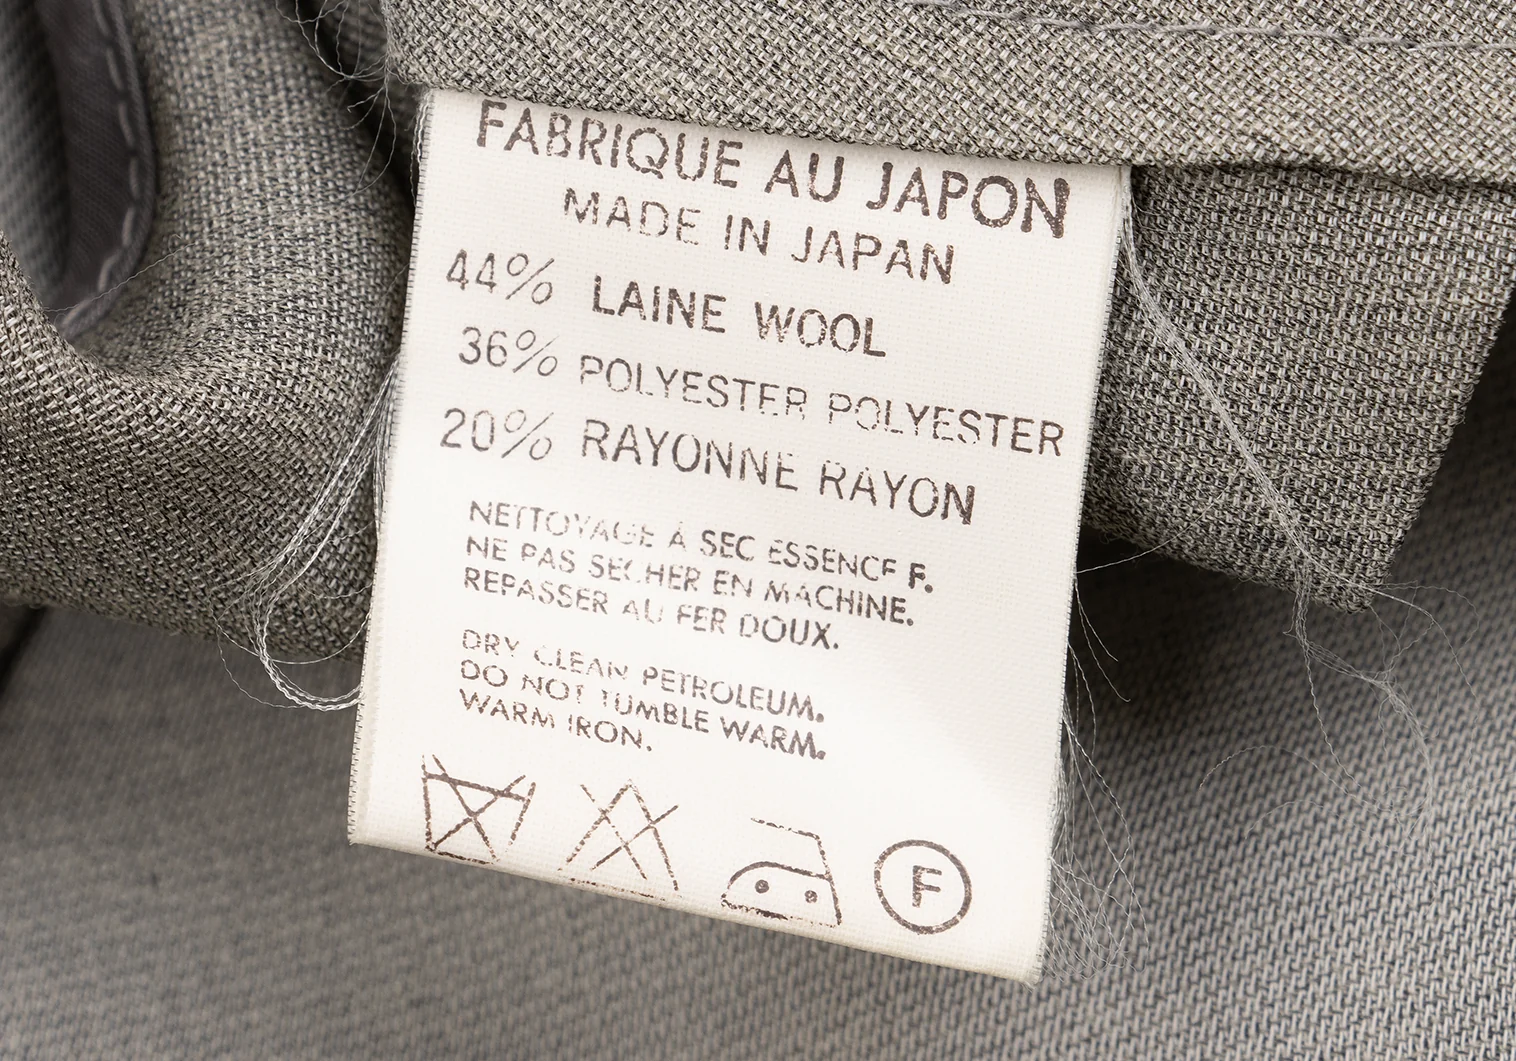 FABRIQUE AU JAPON
MADE IN JAPAN
44% LAINE WOOL
36% POLYESTER POLYESTER
20% RAYONNE RAYON
NETTOYAGE À SEC ESSENCE F.
NE PAS SECHER EN MACHINE.
REPASSER AU FER DOUX.
DRY CLEAN PETROLEUM.
DO NOT TUMBLE WARM.
WARM IRON.
F